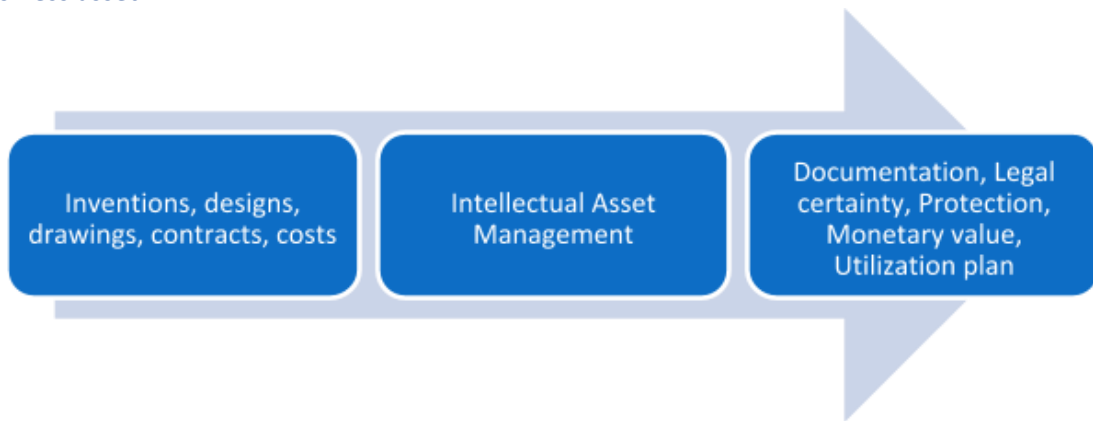 Inventions, designs,
drawings, contracts, costs
Intellectual Asset
Management
Documentation, Legal
certainty, Protection,
Monetary value,
Utilization plan